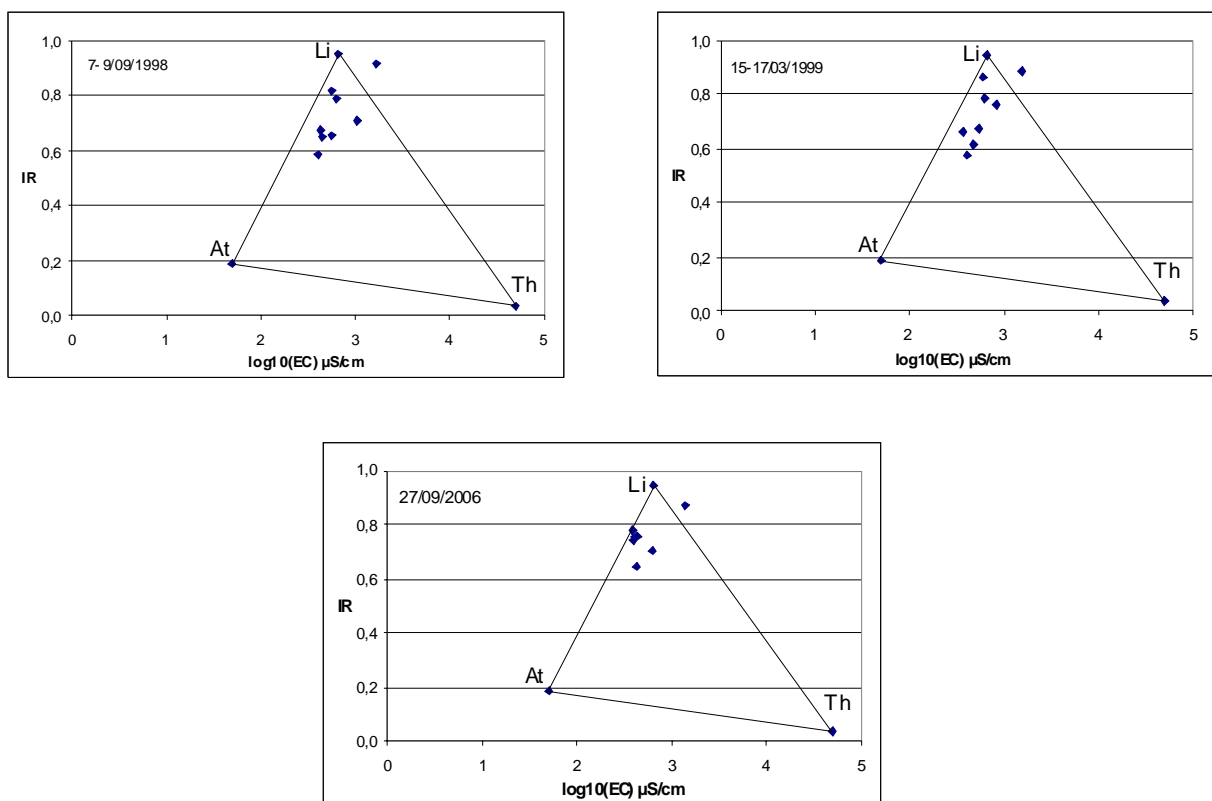 7-9/09/1998
IR
1,0
0,8
0,6
0,4
0,2
0,0
Li
At
Th
0 1 2 3 4 5
log10(EC) µS/cm
15-17/03/1999
IR
1,0
0,8
0,6
0,4
0,2
0,0
Li
At
Th
0 1 2 3 4 5
log10(EC) µS/cm
27/09/2006
IR
1,0
0,8
0,6
0,4
0,2
0,0
Li
At
Th
0 1 2 3 4 5
log10(EC) µS/cm